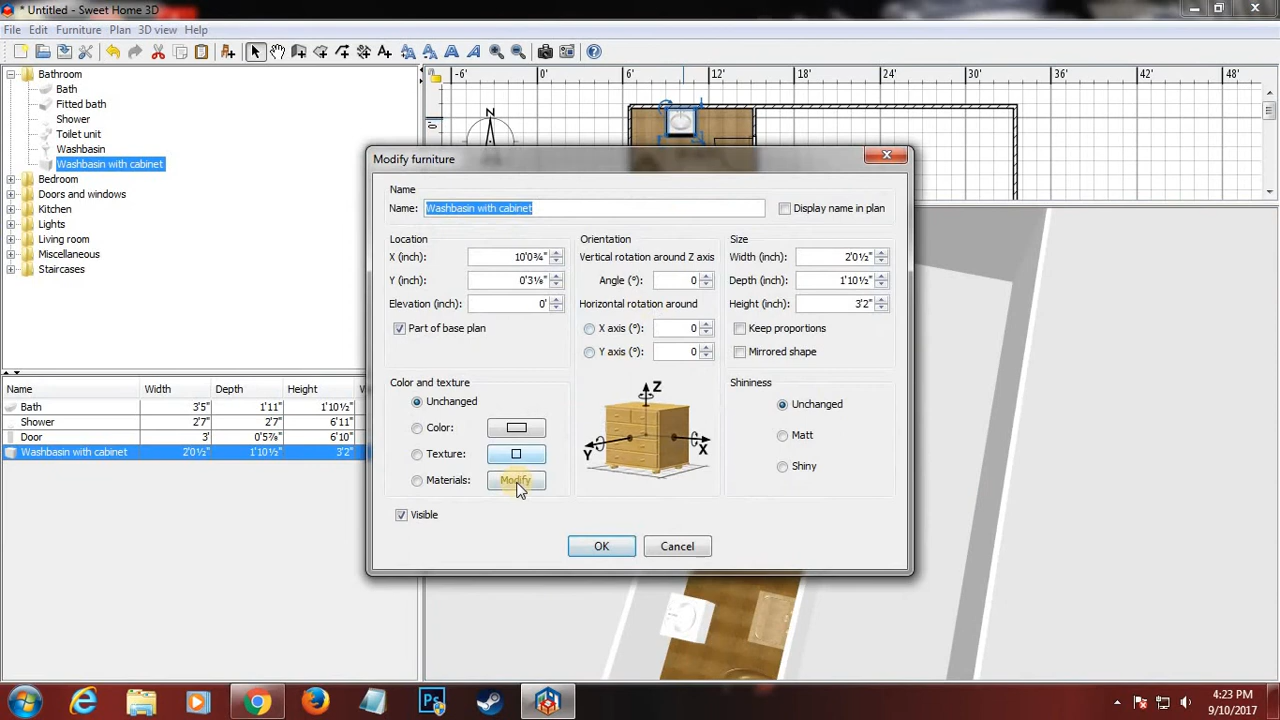 * Untitled - Sweet Home 3D
File Edit Furniture Plan 3D view Help
Bathroom
Bath
Fitted bath
Shower
Toilet unit
Washbasin
Washbasin with cabinet
Bedroom
Doors and windows
Kitchen
Lights
Living room
Miscellaneous
Staircases
-6' 0' 6' 12' 18' 24' 30' 36' 42' 48'
0'
N
Name Width Depth Height
Bath 3'5" 1'11" 1'10½"
Shower 2'7" 2'7" 6'11"
Door 3' 0'5⅞" 6'10"
Washbasin with cabinet 2'0½" 1'10½" 3'2"
Modify furniture
Name
Name: Washbasin with cabinet Display name in plan
Location
X (inch): 10'0¾"
Y (inch): 0'3⅛"
Elevation (inch): 0'
Part of base plan
Orientation
Vertical rotation around Z axis
Angle (°): 0
Horizontal rotation around
X axis (°): 0
Y axis (°): 0
Z
Y
X
Size
Width (inch): 2'0½"
Depth (inch): 1'10½"
Height (inch): 3'2"
Keep proportions
Mirrored shape
Color and texture
Unchanged
Color:
Texture:
Materials: Modify
Visible
Shininess
Unchanged
Matt
Shiny
OK Cancel
4:23 PM
9/10/2017